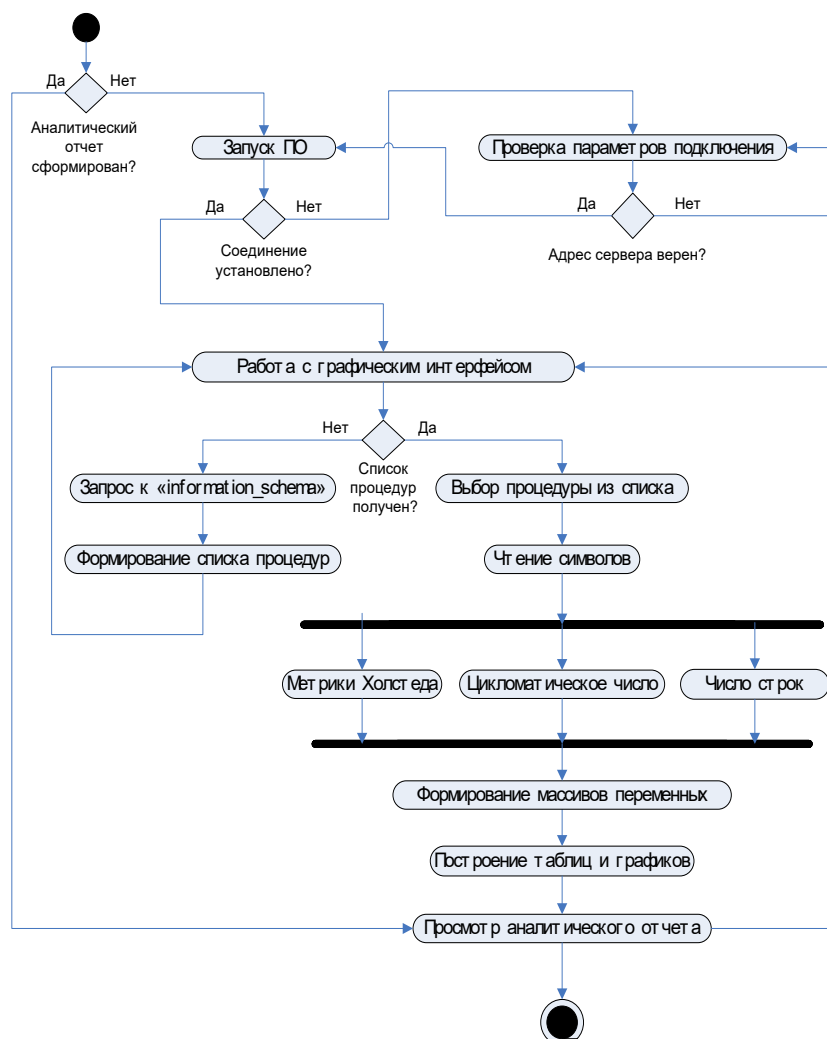 Да
Нет
Аналитический
отчет
сформирован?
Запуск ПО
Проверка параметров подключения
Да
Нет
Соединение
установлено?
Да
Нет
Адрес сервера верен?
Работа с графическим интерфейсом
Нет
Да
Список
процедур
получен?
Запрос к «information_schema»
Выбор процедуры из списка
Формирование списка процедур
Чтение символов
Метрики Холстеда
Цикломатическое число
Число строк
Формирование массивов переменных
Построение таблиц и графиков
Просмотр аналитического отчета